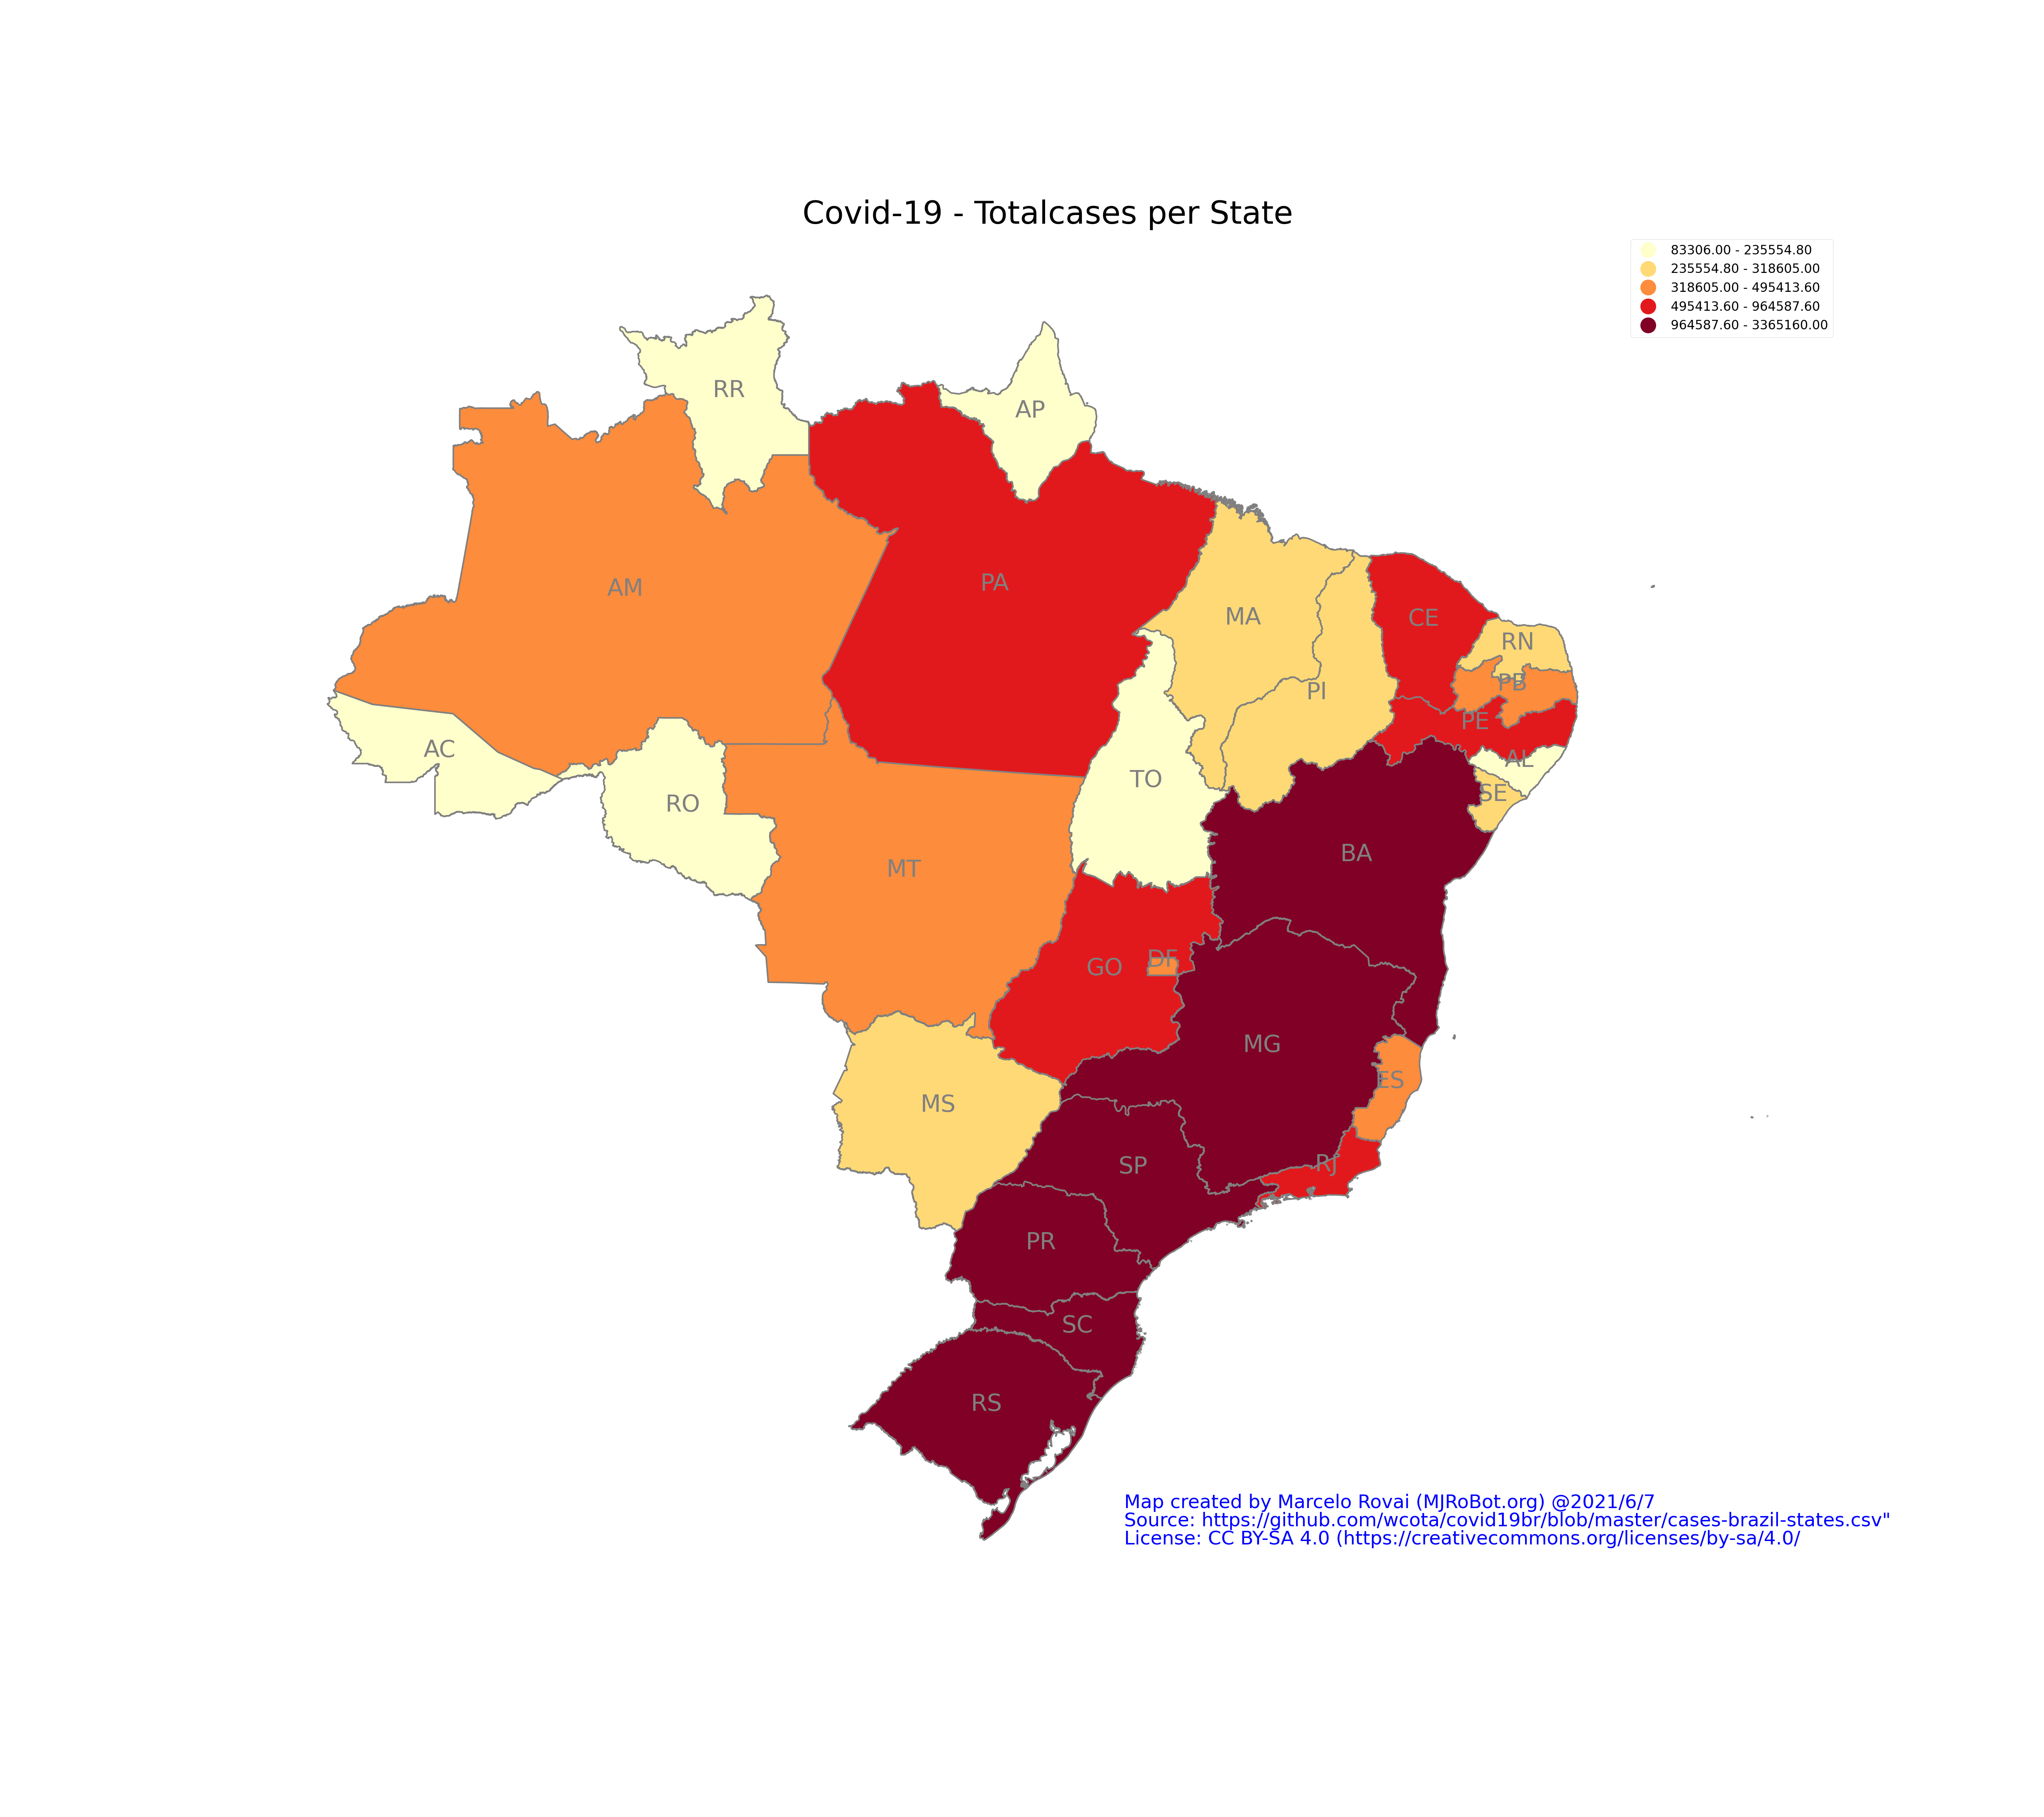 Covid-19 - Totalcases per State
83306.00 - 235554.80
235554.80 - 318605.00
318605.00 - 495413.60
495413.60 - 964587.60
964587.60 - 3365160.00
RR
AP
AM
PA
MA
CE
RN
PB
PI
PE
AC
AL
TO
SE
RO
BA
MT
DF
GO
MG
ES
MS
SP
RJ
PR
SC
RS
Map created by Marcelo Rovai (MJRoBot.org) @2021/6/7
Source: https://github.com/wcota/covid19br/blob/master/cases-brazil-states.csv"
License: CC BY-SA 4.0 (https://creativecommons.org/licenses/by-sa/4.0/